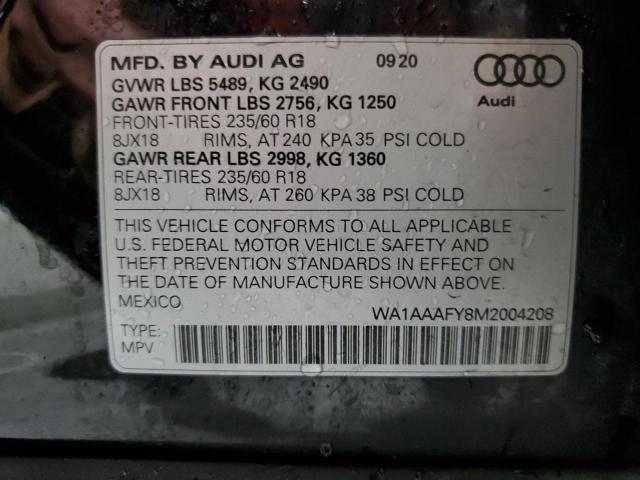 MFD. BY AUDI AG 0920
GVWR LBS 5489, KG 2490
GAWR FRONT LBS 2756, KG 1250
FRONT-TIRES 235/60 R18
8JX18 RIMS, AT 240 KPA 35 PSI COLD
GAWR REAR LBS 2998, KG 1360
REAR-TIRES 235/60 R18
8JX18 RIMS, AT 260 KPA 38 PSI COLD
Audi
THIS VEHICLE CONFORMS TO ALL APPLICABLE
U.S. FEDERAL MOTOR VEHICLE SAFETY AND
THEFT PREVENTION STANDARDS IN EFFECT ON
THE DATE OF MANUFACTURE SHOWN ABOVE.
MEXICO WA1AAAFY8M2004208
TYPE:
MPV